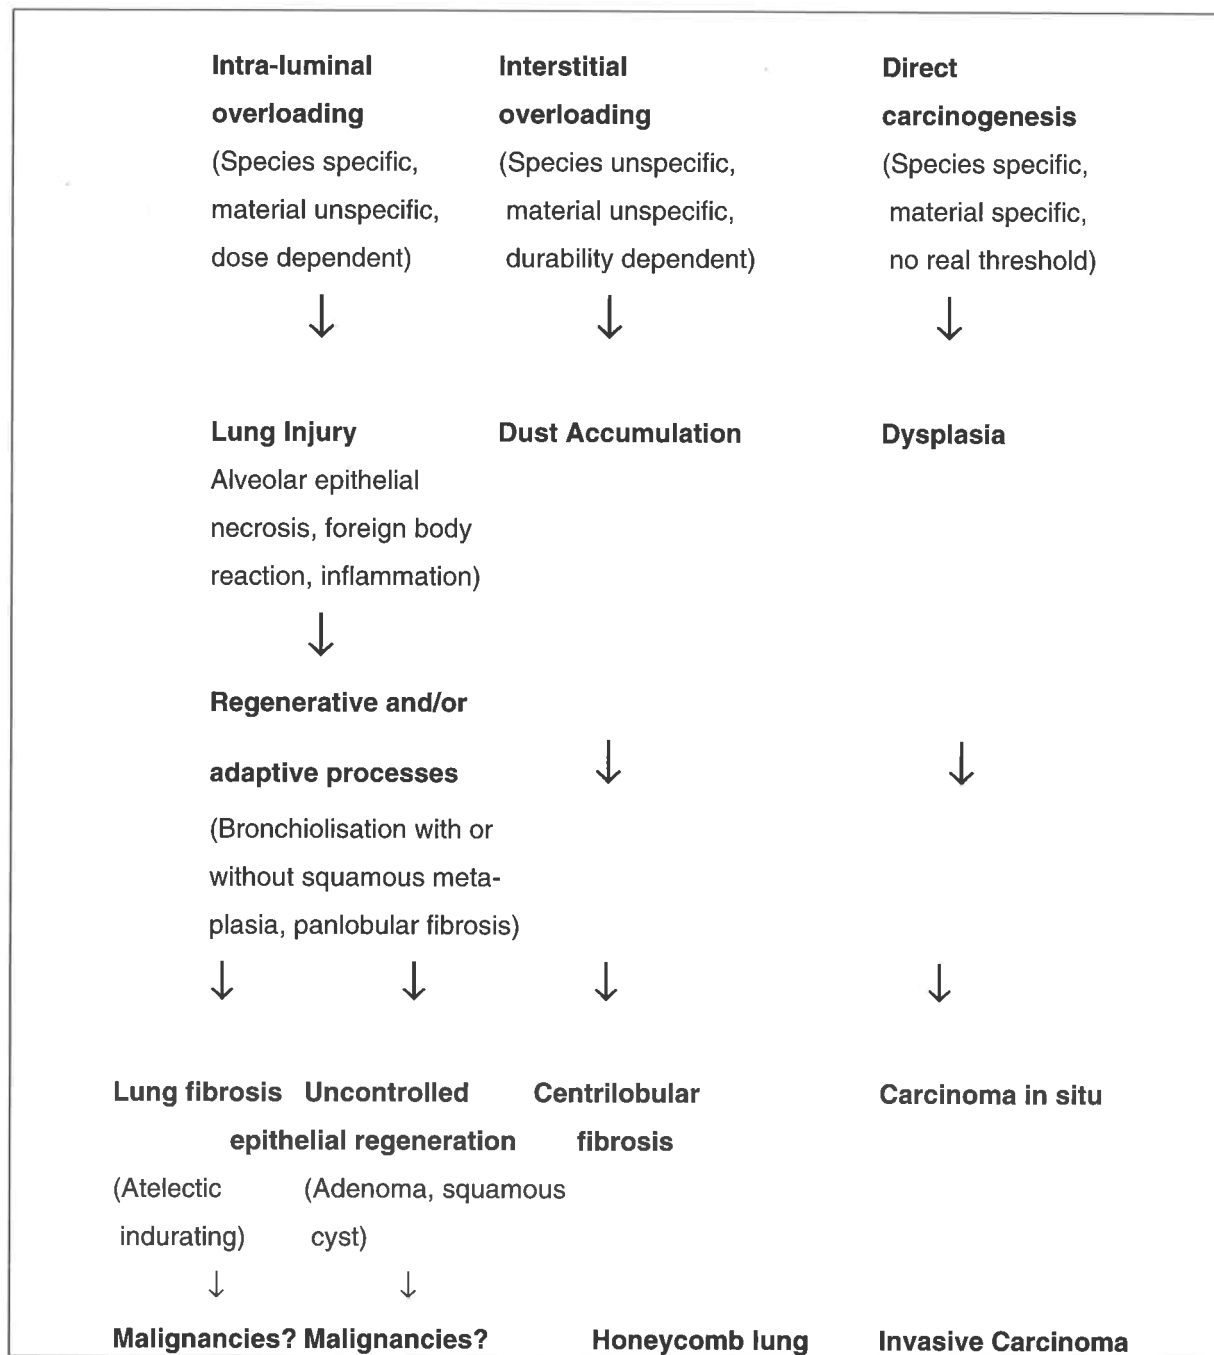 Intra-luminal Interstitial Direct
overloading overloading carcinogenesis
(Species specific, (Species unspecific, (Species specific,
material unspecific, material unspecific, material specific,
dose dependent) durability dependent) no real threshold)
↓ ↓ ↓
Lung Injury Dust Accumulation Dysplasia
Alveolar epithelial
necrosis, foreign body
reaction, inflammation)
↓
Regenerative and/or
adaptive processes ↓ ↓
(Bronchiolisation with or
without squamous meta-
plasia, panlobular fibrosis)
↓ ↓ ↓ ↓
Lung fibrosis Uncontrolled Centrilobular Carcinoma in situ
epithelial regeneration fibrosis
(Atelectic (Adenoma, squamous
indurating) cyst)
↓ ↓
Malignancies? Malignancies? Honeycomb lung Invasive Carcinoma